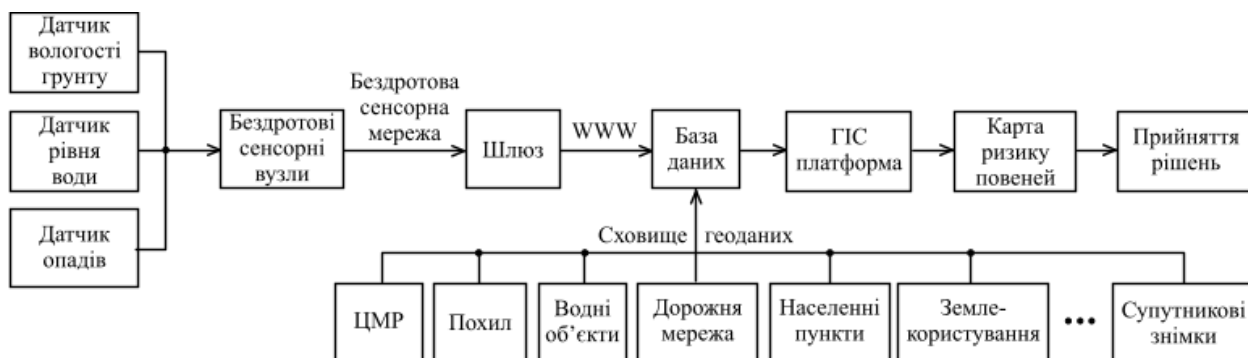 Датчик
вологості
грунту
Датчик
рівня
води
Датчик
опадів
Бездротові
сенсорні
вузли
Бездротова
сенсорна
мережа
Шлюз
WWW
База
даних
ГІС
платформа
Карта
ризику
повеней
Прийняття
рішень
Сховище геоданих
ЦМР
Похил
Водні
об’єкти
Дорожня
мережа
Населенні
пункти
Земле-
користування
•••
Супутникові
знімки